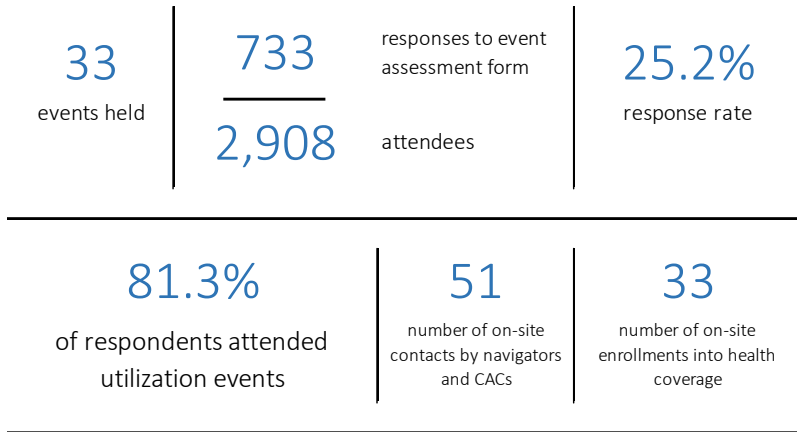 33
events held
733
responses to event
assessment form
2,908
attendees
25.2%
response rate
81.3%
of respondents attended
utilization events
51
number of on-site
contacts by navigators
and CACs
33
number of on-site
enrollments into health
coverage